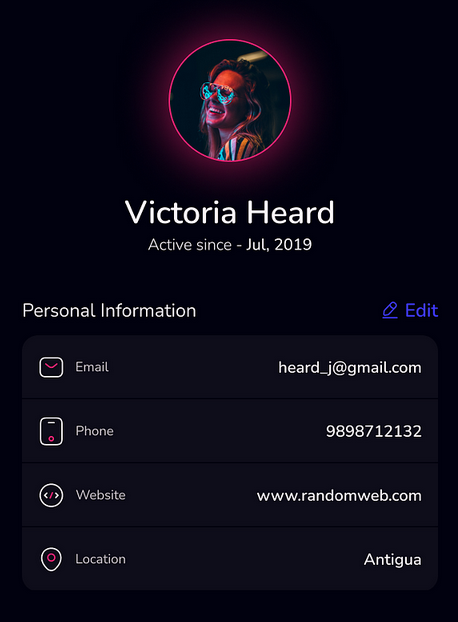 Victoria Heard
Active since - Jul, 2019
Personal Information Edit
Email heard_j@gmail.com
Phone 9898712132
Website www.randomweb.com
Location Antigua